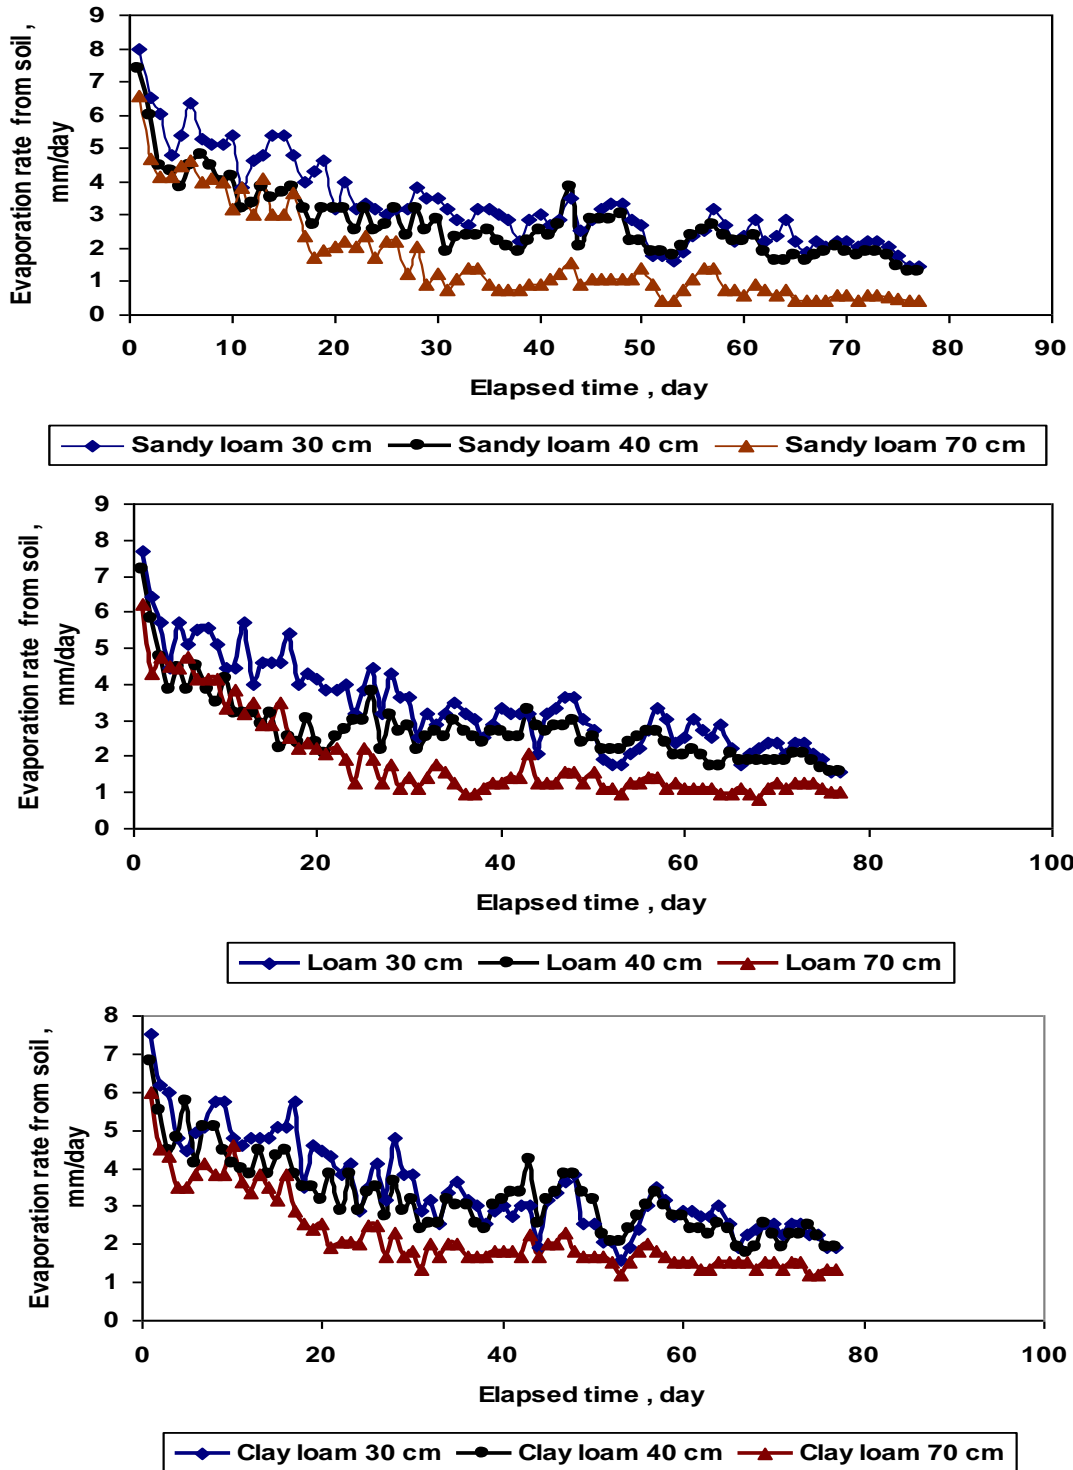 Evaporation rate from soil ,
mm/day
9
8
7
6
5
4
3
2
1
0
0 10 20 30 40 50 60 70 80 90
Elapsed time , day
Sandy loam 30 cm Sandy loam 40 cm Sandy loam 70 cm
Evaporation rate from soil ,
mm/day
9
8
7
6
5
4
3
2
1
0
0 20 40 60 80 100
Elapsed time , day
Loam 30 cm Loam 40 cm Loam 70 cm
Evaporation rate from soil ,
mm/day
8
7
6
5
4
3
2
1
0
0 20 40 60 80 100
Elapsed time , day
Clay loam 30 cm Clay loam 40 cm Clay loam 70 cm